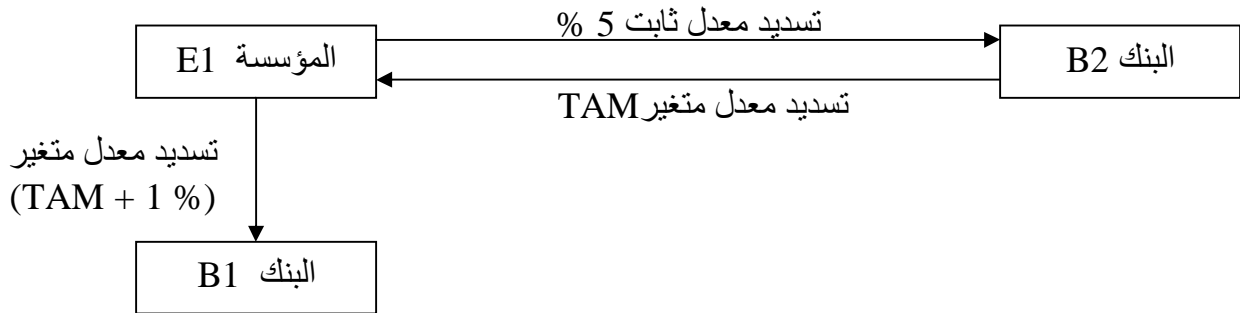 تسديد معدل ثابت 5 %
المؤسسة E1
البنك B2
تسديد معدل متغير TAM
تسديد معدل متغير
(TAM + 1 %)
البنك B1